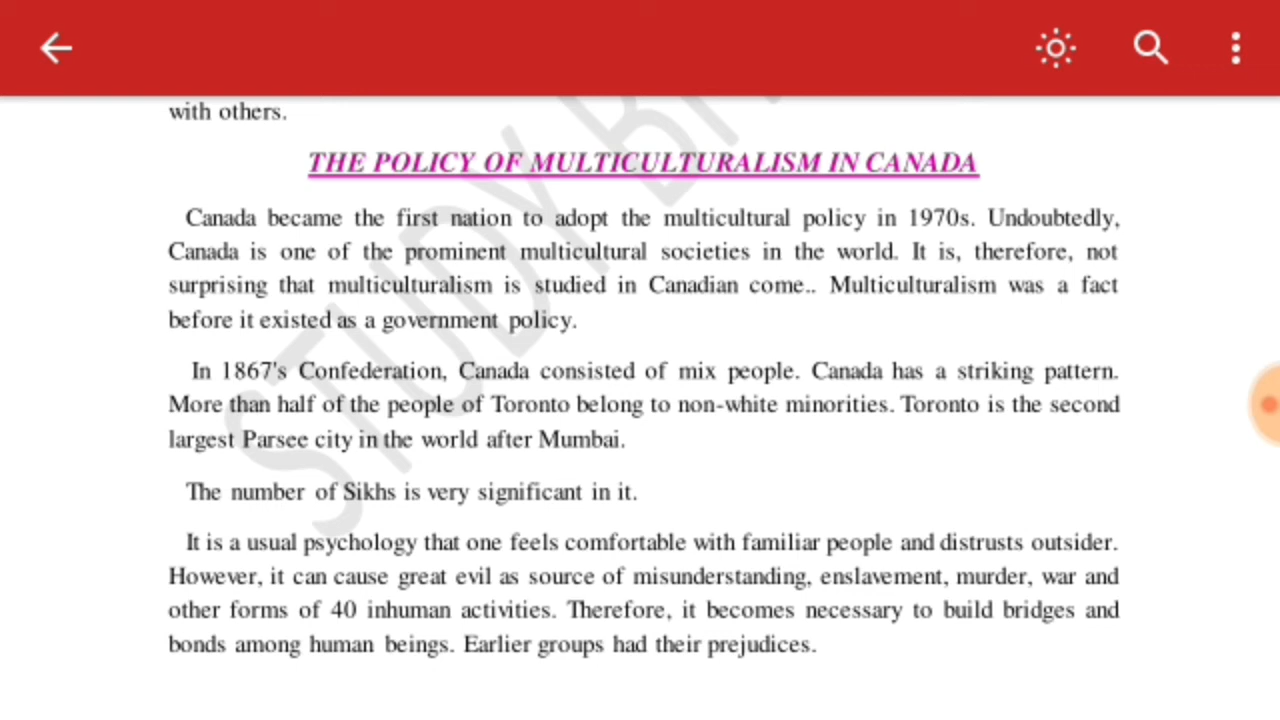 with others.
THE POLICY OF MULTICULTURALISM IN CANADA
Canada became the first nation to adopt the multicultural policy in 1970s. Undoubtedly,
Canada is one of the prominent multicultural societies in the world. It is, therefore, not
surprising that multiculturalism is studied in Canadian come.. Multiculturalism was a fact
before it existed as a government policy.
In 1867's Confederation, Canada consisted of mix people. Canada has a striking pattern.
More than half of the people of Toronto belong to non-white minorities. Toronto is the second
largest Parsee city in the world after Mumbai.
The number of Sikhs is very significant in it.
It is a usual psychology that one feels comfortable with familiar people and distrusts outsider.
However, it can cause great evil as source of misunderstanding, enslavement, murder, war and
other forms of 40 inhuman activities. Therefore, it becomes necessary to build bridges and
bonds among human beings. Earlier groups had their prejudices.
STUDY